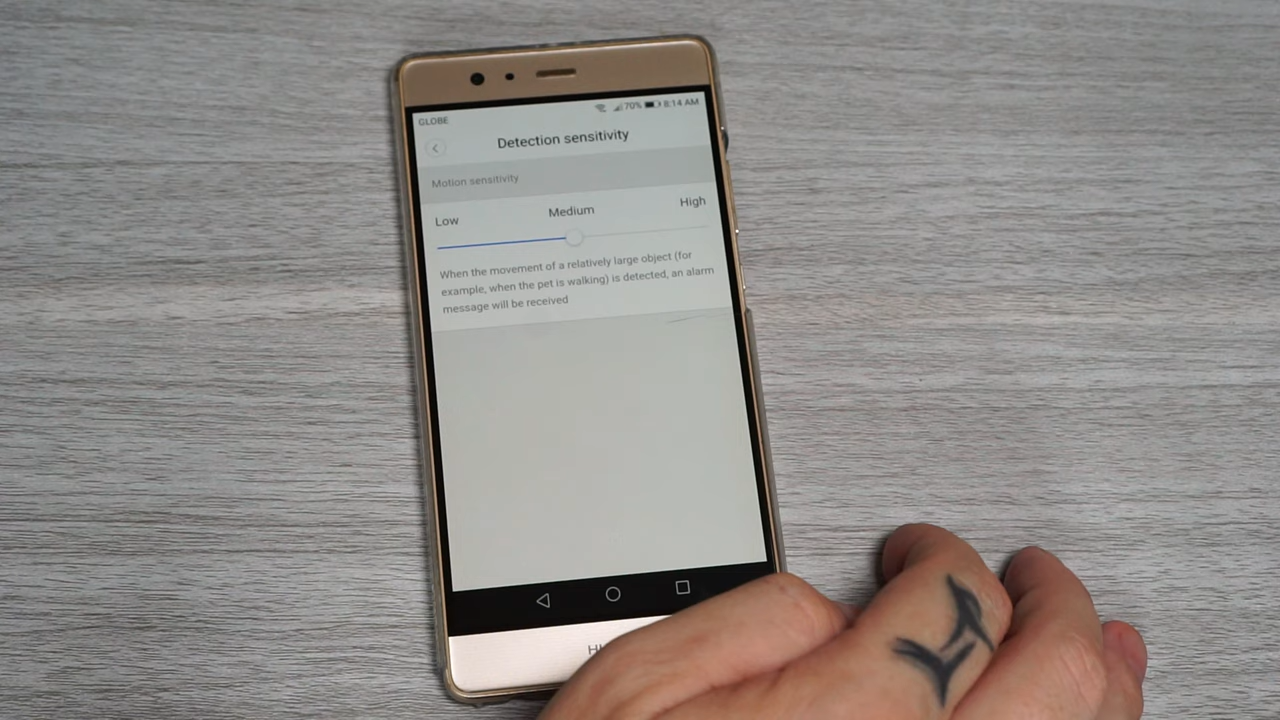 GLOBE 70% 8:14 AM
Detection sensitivity
Motion sensitivity
Low Medium High
When the movement of a relatively large object (for
example, when the pet is walking) is detected, an alarm
message will be received